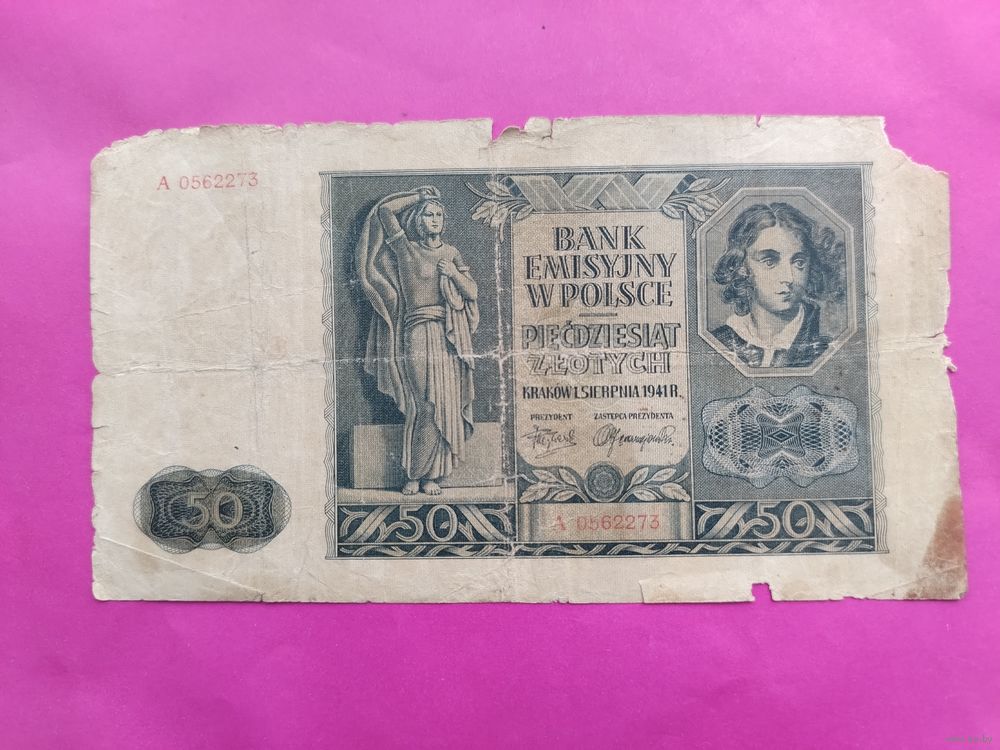 A 0562273
BANK
EMISYJNY
W POLSCE
PIĘĆDZIESIĄT
ZŁOTYCH
KRAKÓW 1 SIERPNIA 1941 R.
PREZYDENT ZASTĘPCA PREZYDENTA
50
50
A 0562273
50